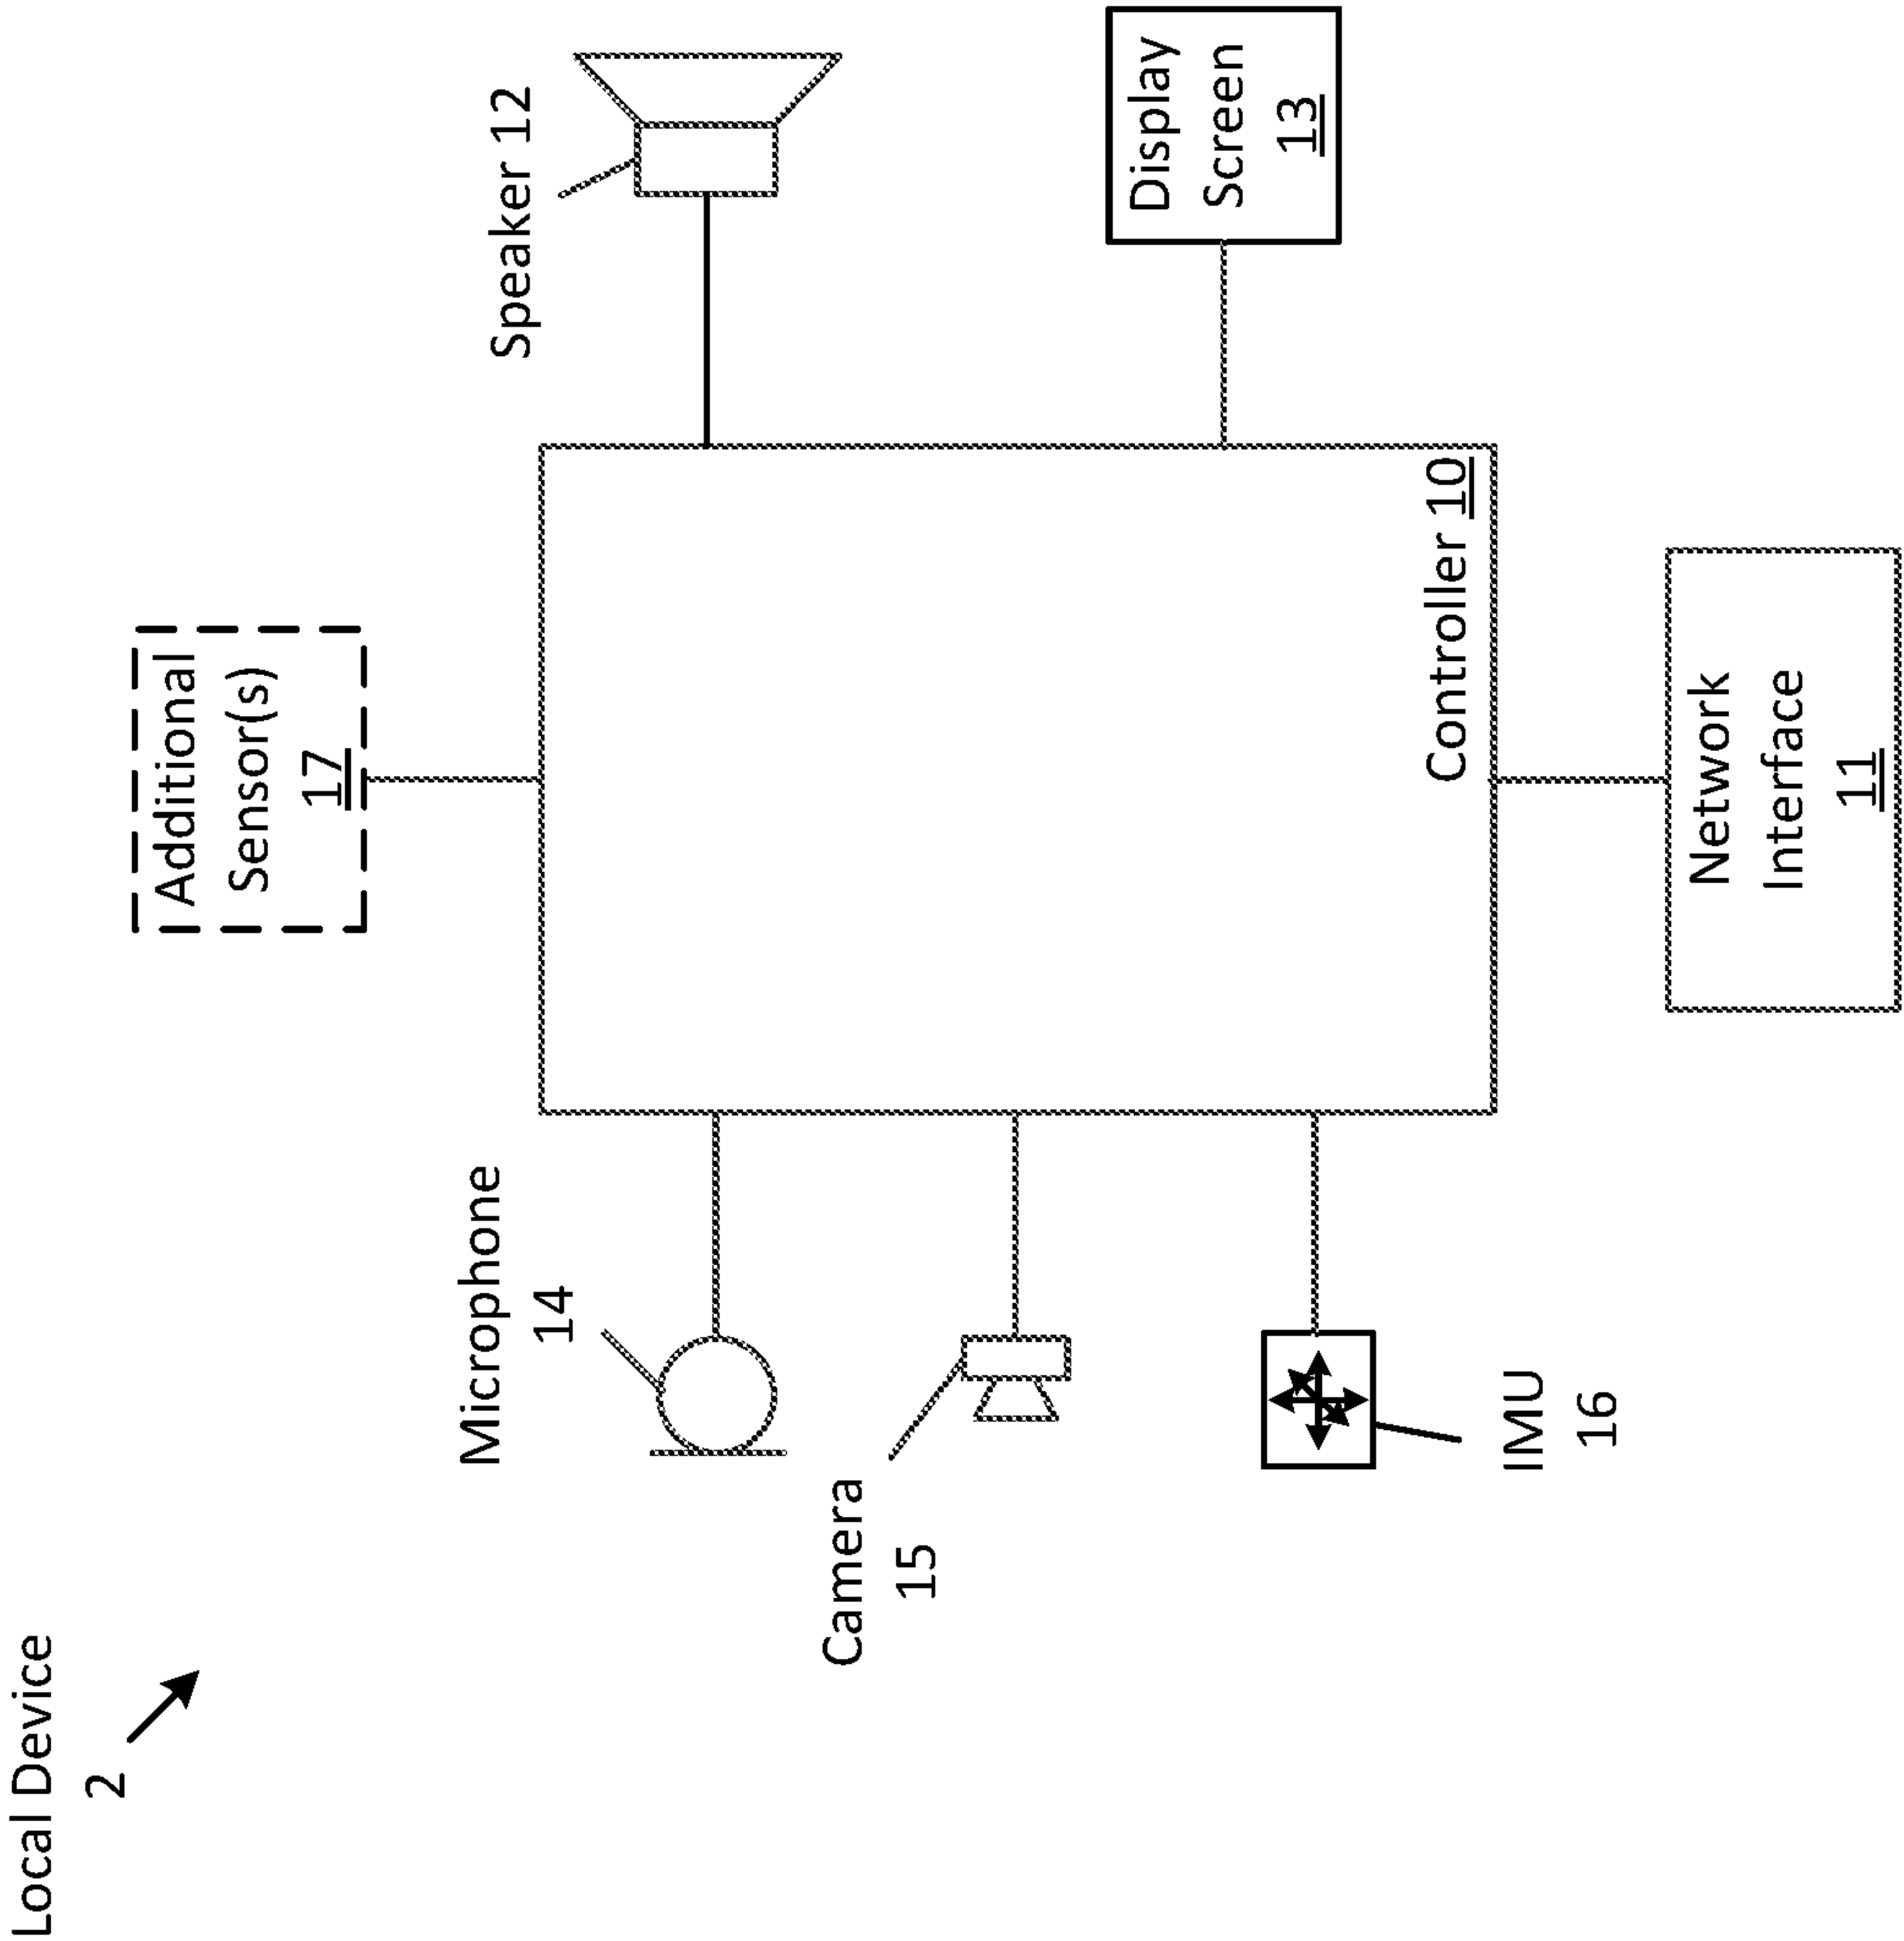 Local Device
2
Additional
Sensor(s)
17
Microphone
14
Speaker 12
Camera
15
Display
Screen
13
IMU
16
Controller 10
Network
Interface
11